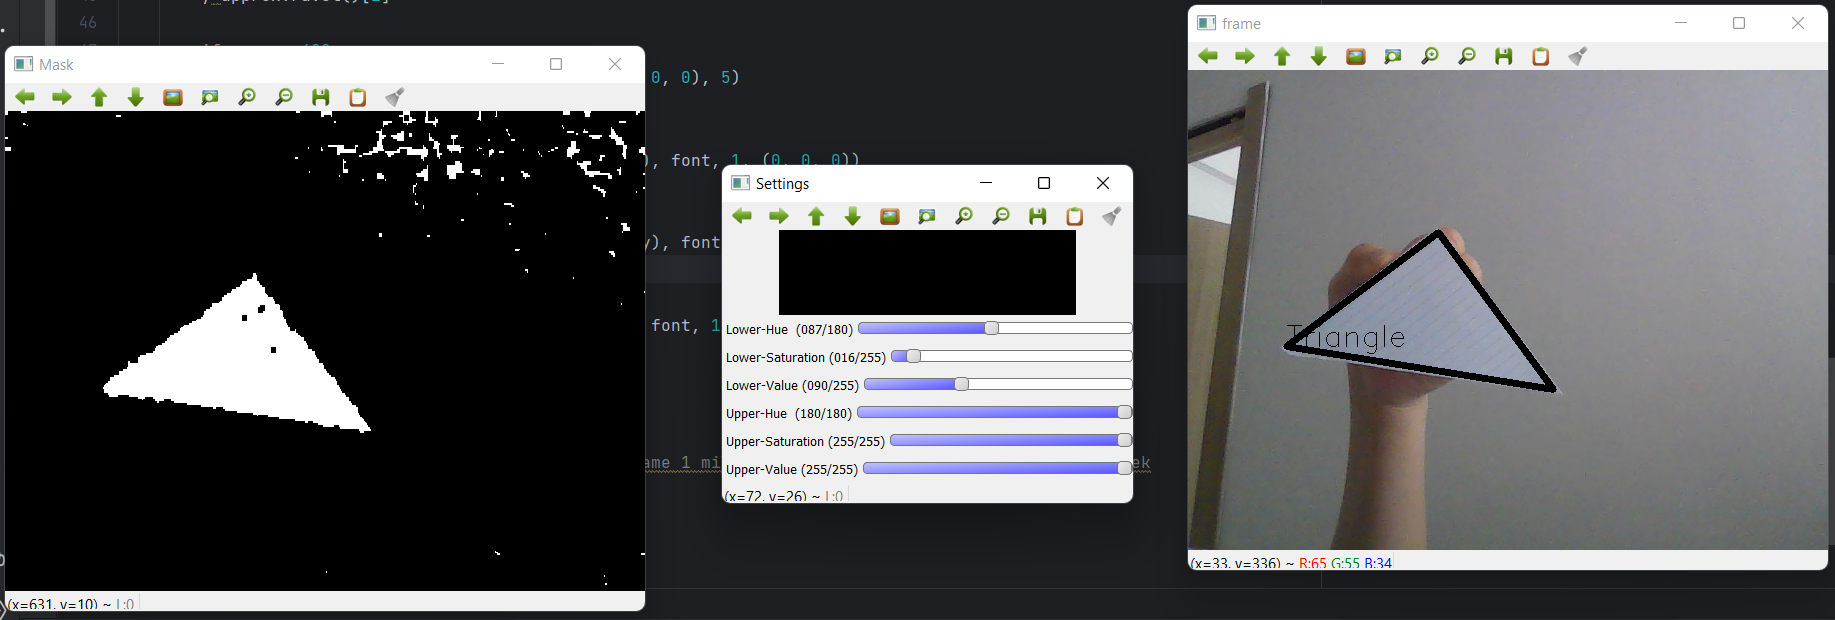 46
Mask
0, 0), 5)
), font, 1, (0, 0, 0))
y), font
font, 1
ame 1 mi
ek
(x=631, y=10) ~ L:0
Settings
Lower-Hue (087/180)
Lower-Saturation (016/255)
Lower-Value (090/255)
Upper-Hue (180/180)
Upper-Saturation (255/255)
Upper-Value (255/255)
(x=72, y=26) ~ L:0
frame
Triangle
(x=33, y=336) ~ R:65 G:55 B:34